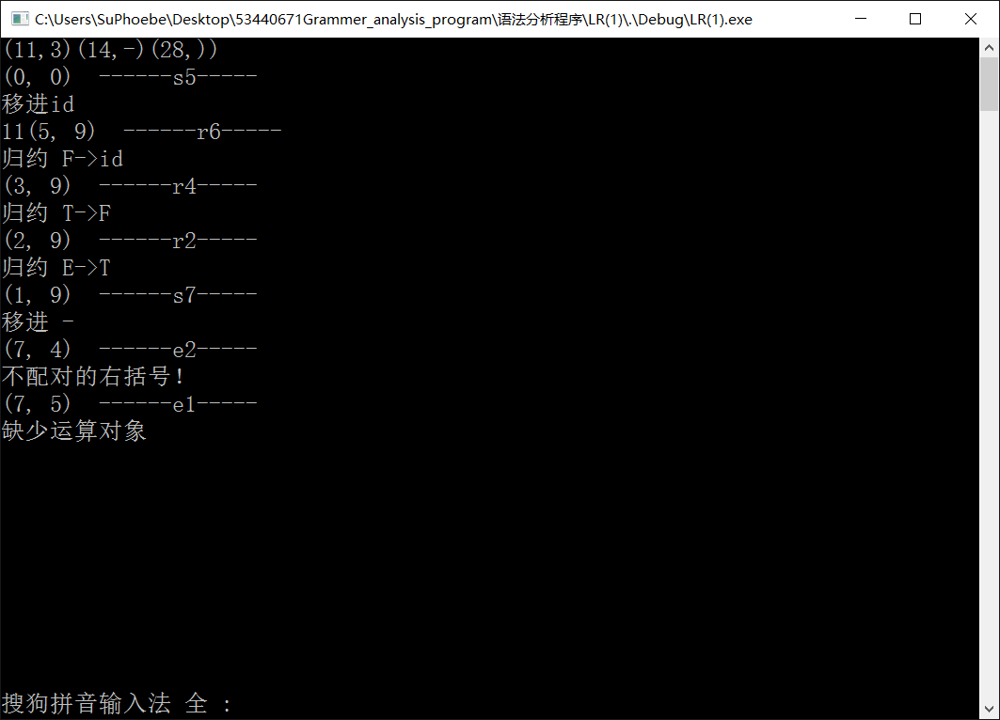 C:\Users\SuPhoebe\Desktop\53440671Grammer_analysis_program\语法分析程序\LR(1)\.\Debug\LR(1).exe
(11,3)(14,-)(28,))
(0, 0)  ------s5-----
移进id
11(5, 9)  ------r6-----
归约 F->id
(3, 9)  ------r4-----
归约 T->F
(2, 9)  ------r2-----
归约 E->T
(1, 9)  ------s7-----
移进 -
(7, 4)  ------e2-----
不配对的右括号!
(7, 5)  ------e1-----
缺少运算对象
搜狗拼音输入法 全 :